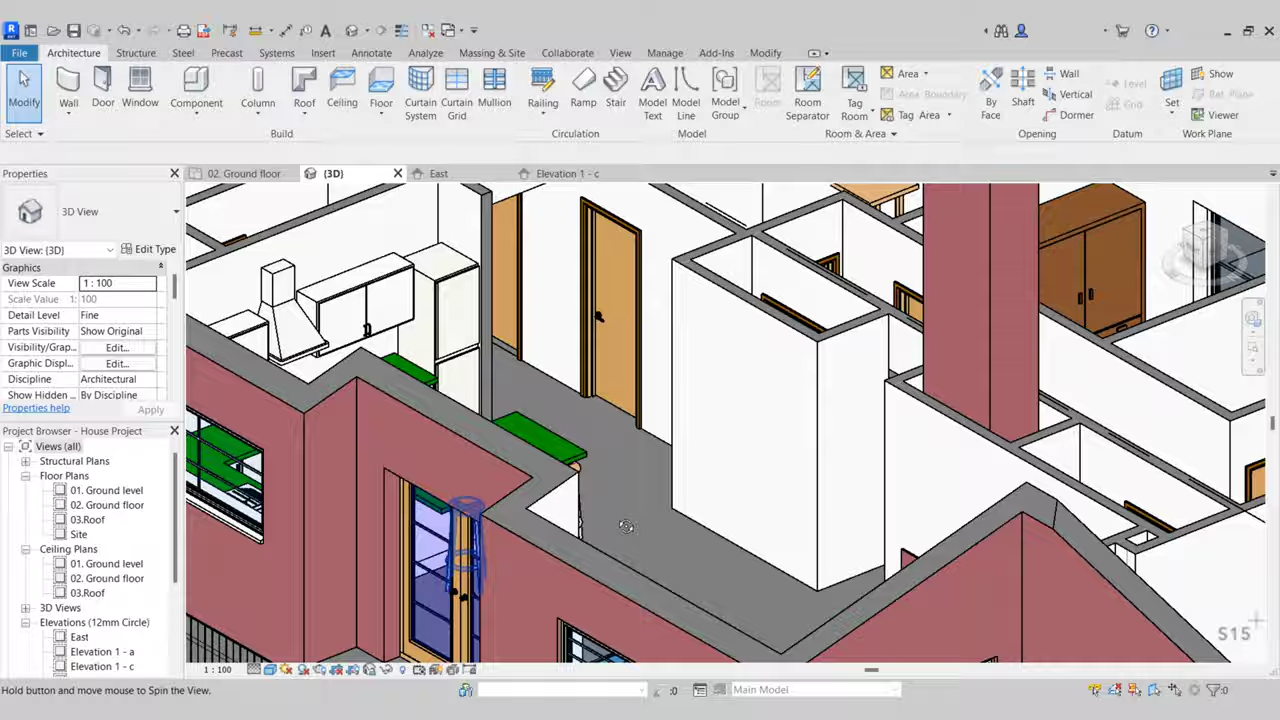 File Architecture Structure Steel Precast Systems Insert Annotate Analyze Massing & Site Collaborate View Manage Add-Ins Modify
Modify Wall Door Window Component Column Roof Ceiling Floor Curtain System Curtain Grid Mullion Railing Ramp Stair Model Text Model Line Model Group Room Room Separator Tag Room
Area
Area Boundary
Tag Area
By Face Shaft
Wall
Vertical
Dormer
Level
Grid
Set
Show
Ref Plane
Viewer
Select Build Circulation Model Room & Area Opening Datum Work Plane
Properties
02. Ground floor {3D} East Elevation 1 - c
3D View
3D View: {3D} Edit Type
Graphics
View Scale 1 : 100
Scale Value 1: 100
Detail Level Fine
Parts Visibility Show Original
Visibility/Grap... Edit...
Graphic Displ... Edit...
Discipline Architectural
Show Hidden By Discipline
Properties help Apply
Project Browser - House Project
Views (all)
Structural Plans
Floor Plans
01. Ground level
02. Ground floor
03.Roof
Site
Ceiling Plans
01. Ground level
02. Ground floor
03.Roof
3D Views
Elevations (12mm Circle)
East
Elevation 1 - a
Elevation 1 - c
S15
1 : 100
Hold button and move mouse to Spin the View.
:0
Main Model
:0